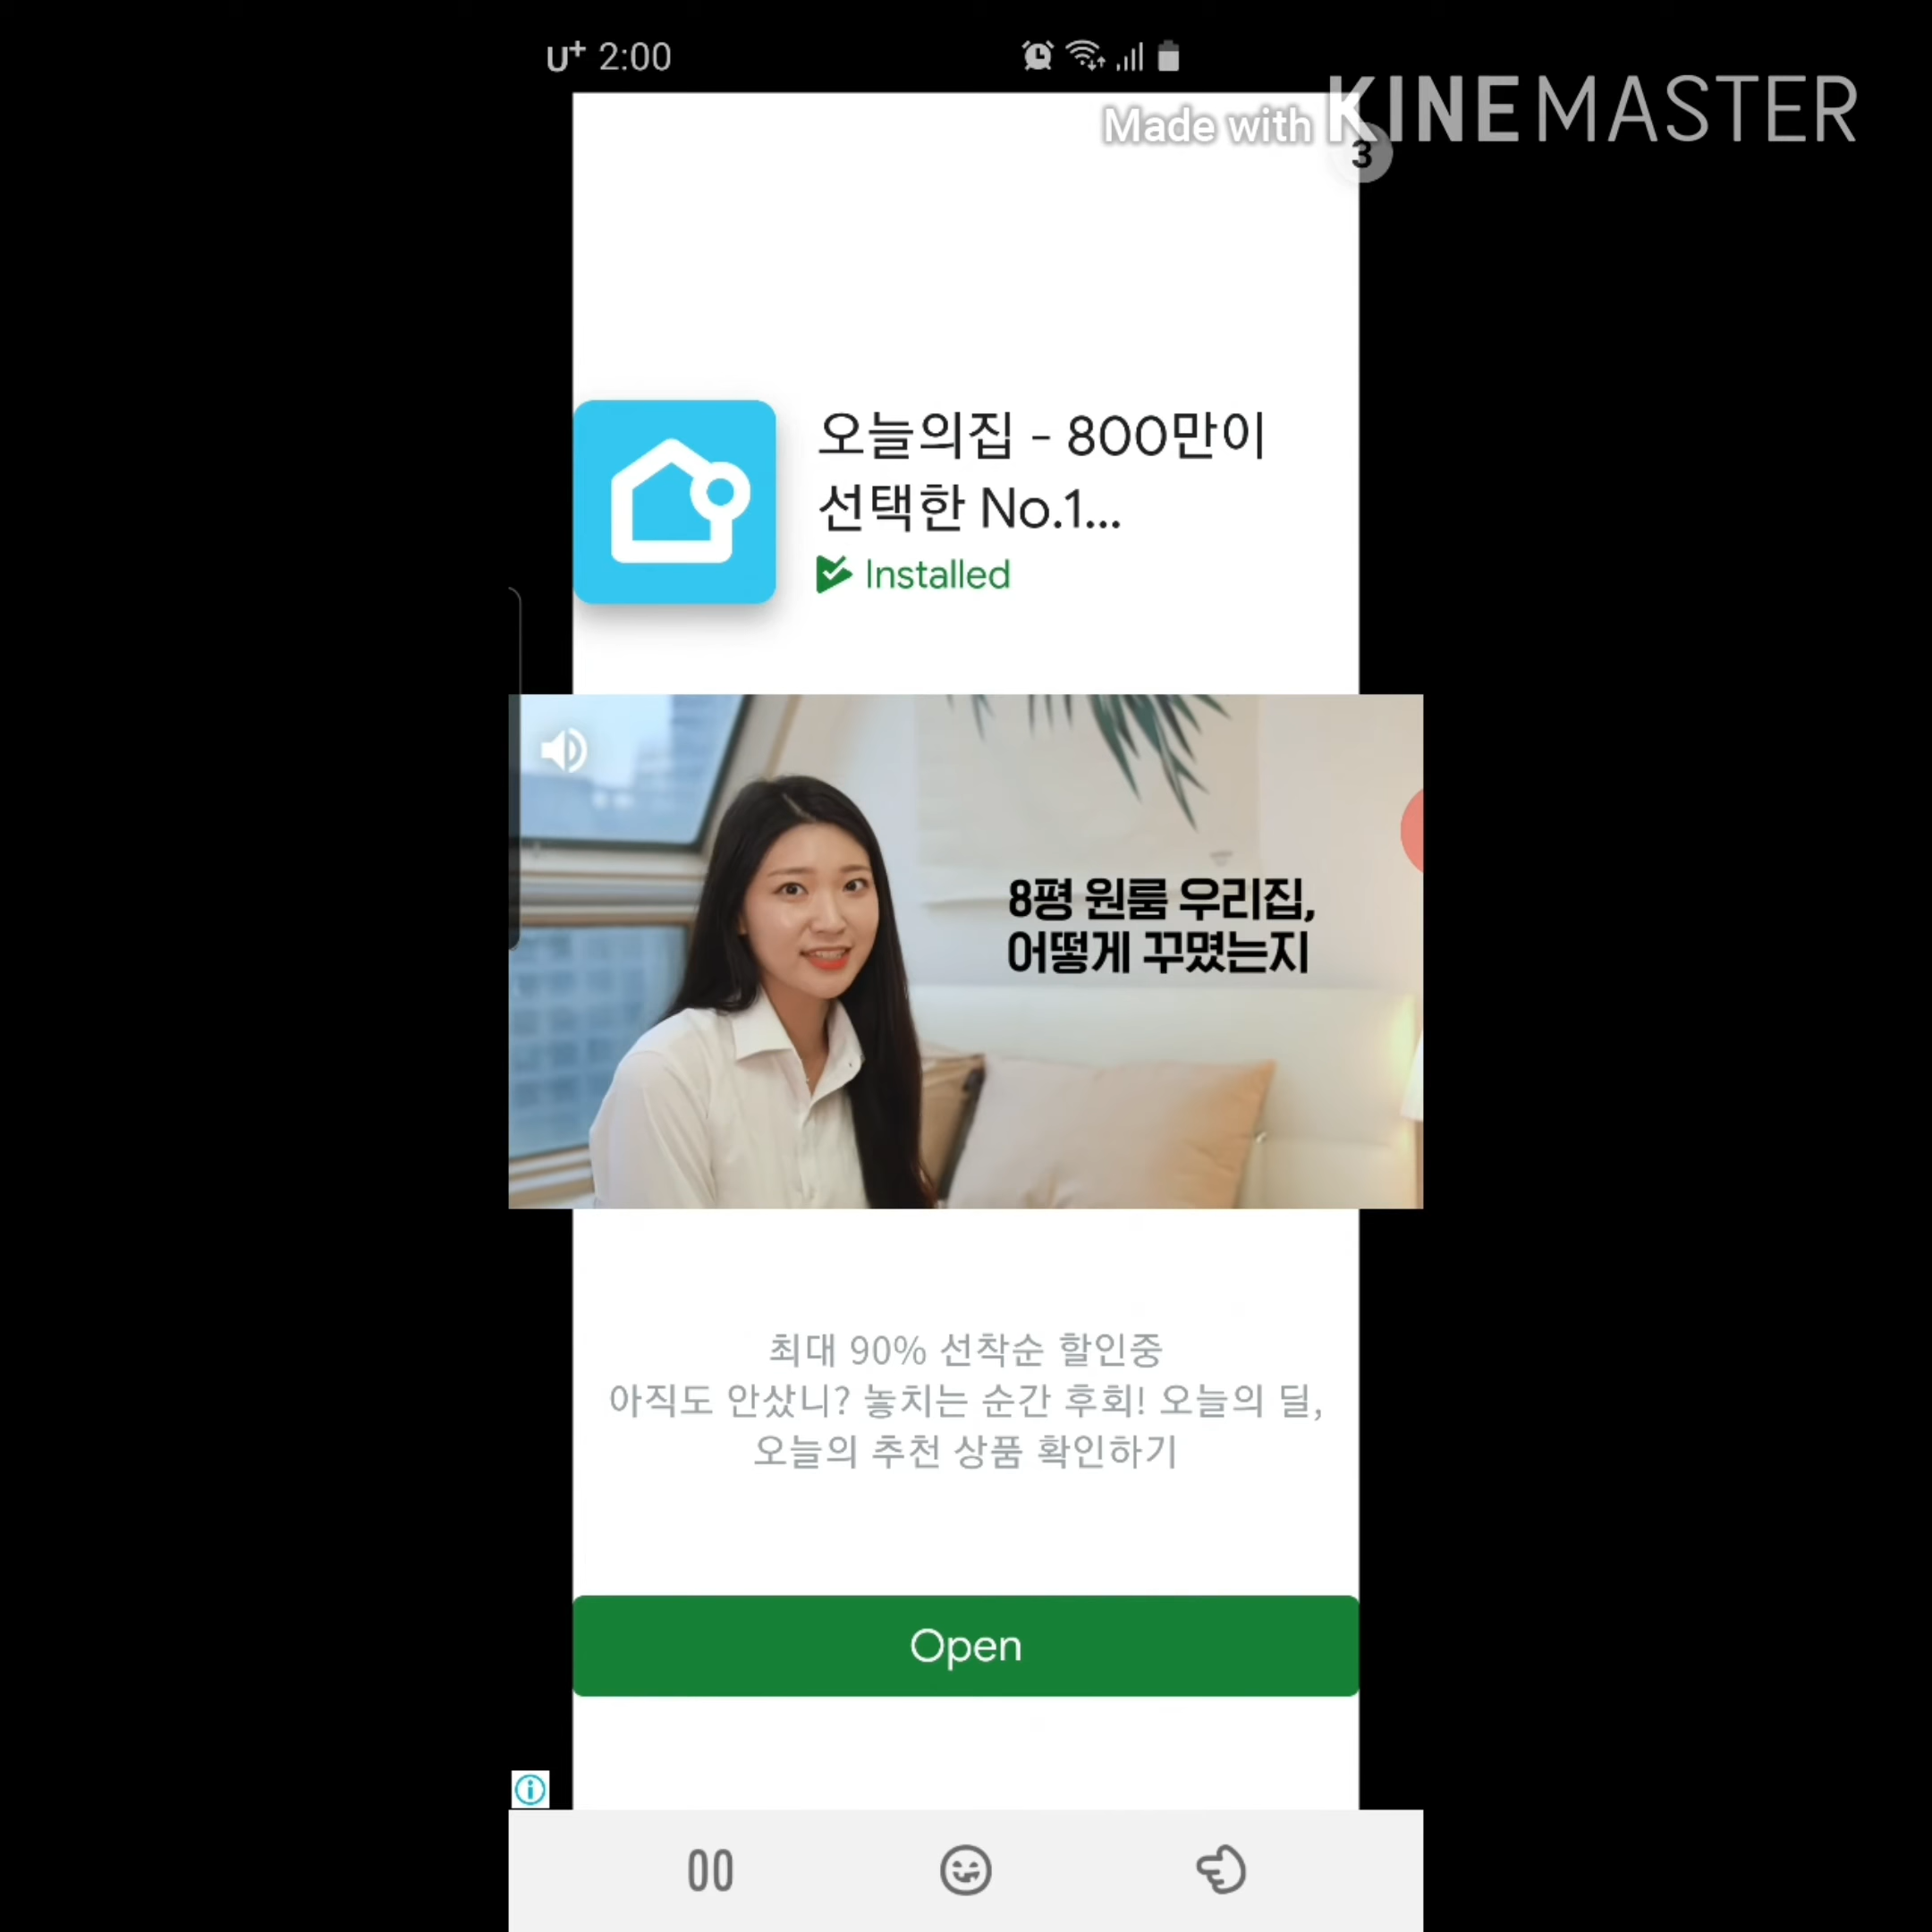 U+ 2:00
Made with KINEMASTER
3
오늘의집 - 800만이
선택한 No.1...
Installed
8평 원룸 우리집,
어떻게 꾸몄는지
최대 90% 선착순 할인중
아직도 안샀니? 놓치는 순간 후회! 오늘의 딜,
오늘의 추천 상품 확인하기
Open